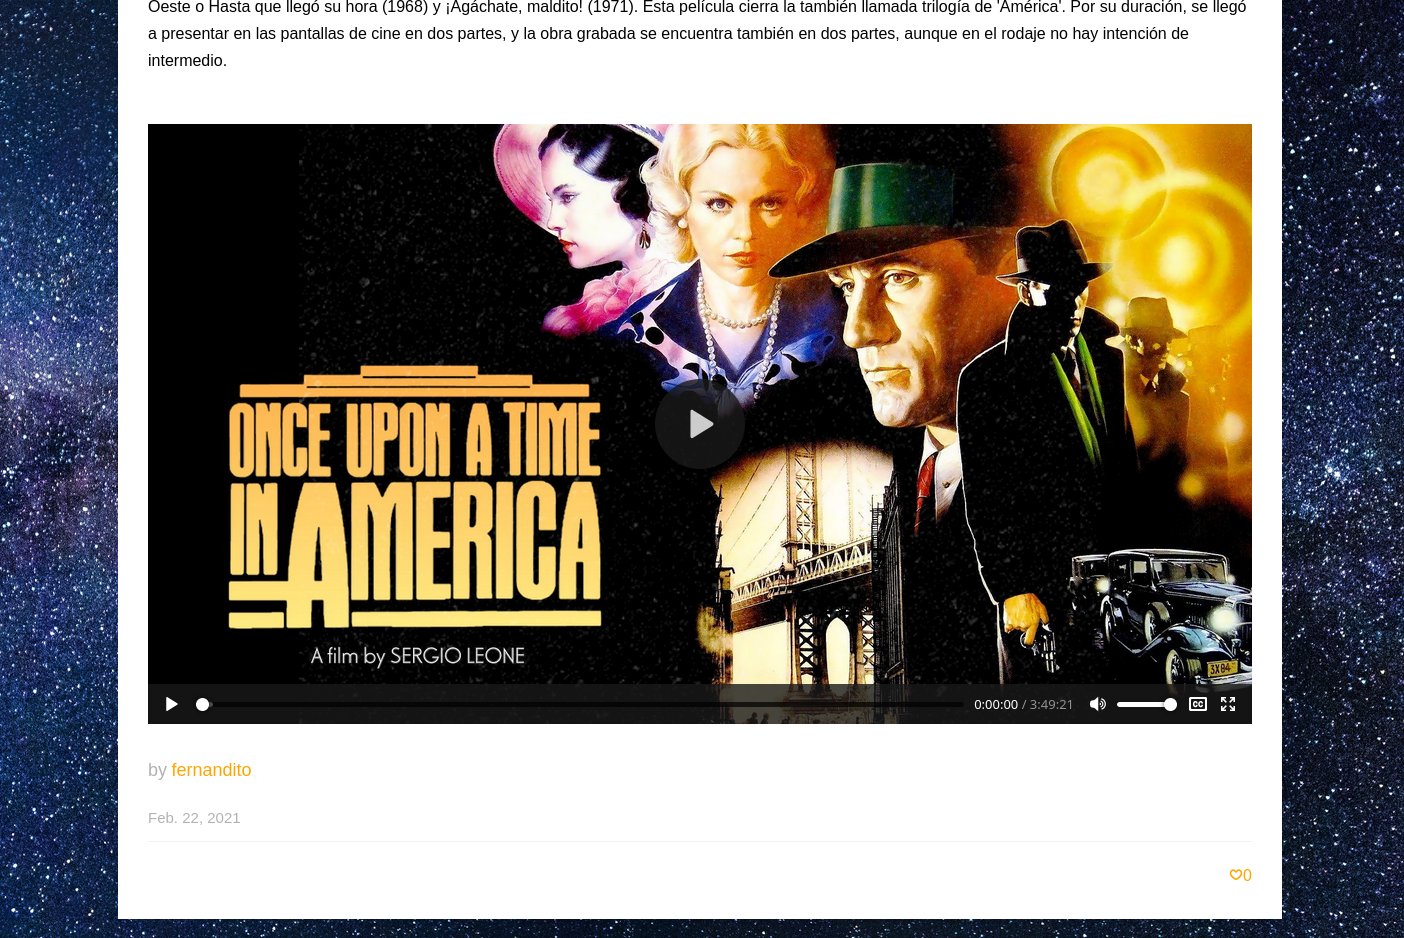 Oeste o Hasta que llegó su hora (1968) y ¡Agáchate, maldito! (1971). Esta película cierra la también llamada trilogía de 'América'. Por su duración, se llegó
a presentar en las pantallas de cine en dos partes, y la obra grabada se encuentra también en dos partes, aunque en el rodaje no hay intención de
intermedio.
ONCE UPON A TIME
IN AMERICA
A film by SERGIO LEONE
3X84
0:00:00 / 3:49:21
CC
by fernandito
Feb. 22, 2021
0